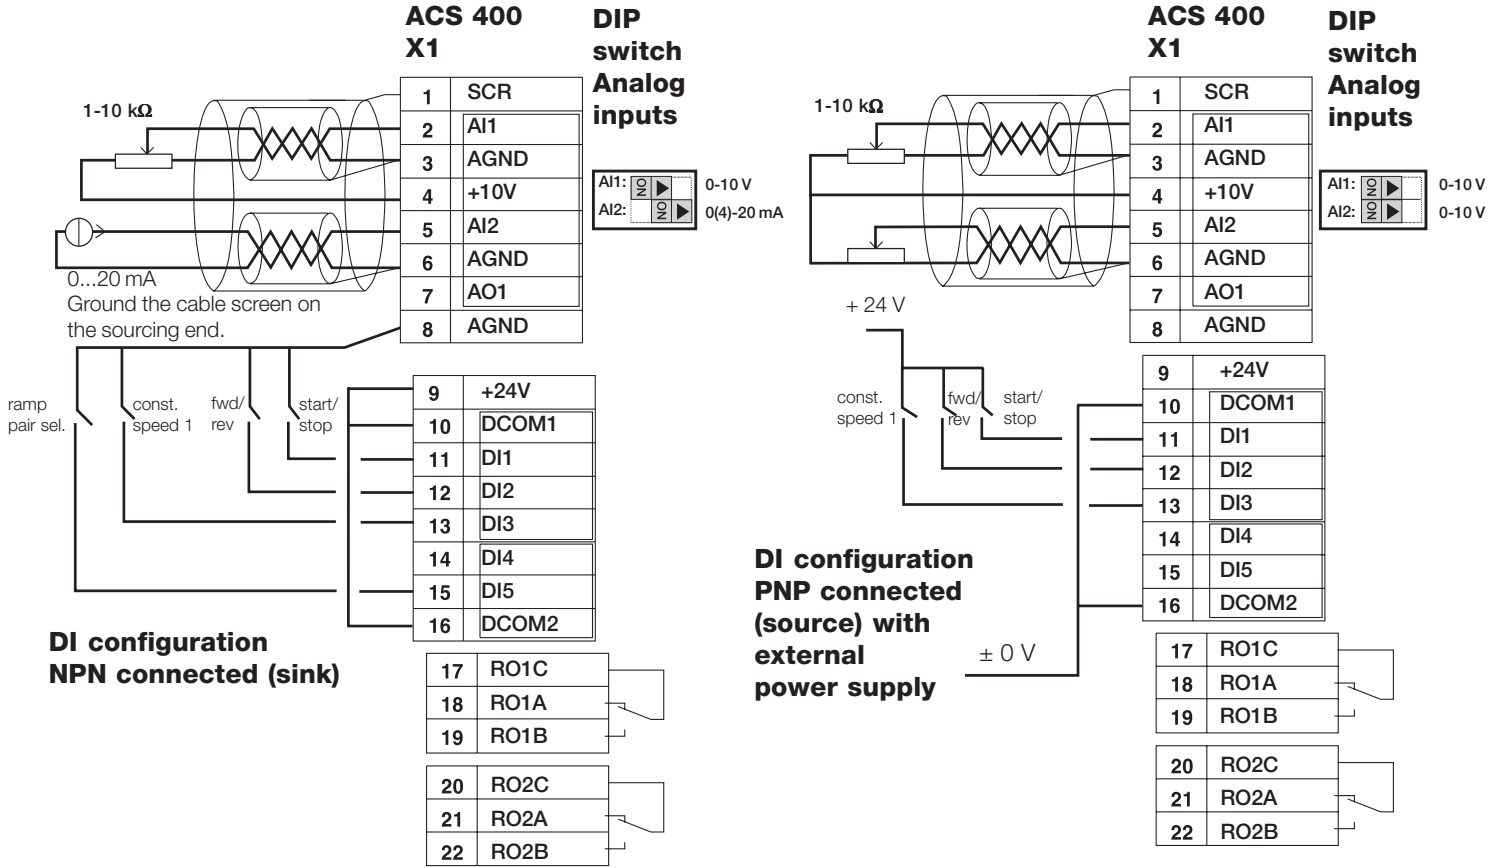 ACS 400
X1
DIP
switch
Analog
inputs
1-10 kΩ
1 SCR
2 AI1
3 AGND
4 +10V
5 AI2
6 AGND
7 AO1
8 AGND
AI1: ON 0-10 V
AI2: ON 0(4)-20 mA
0...20 mA
Ground the cable screen on
the sourcing end.
ramp
pair sel.
const.
speed 1
fwd/
rev
start/
stop
9 +24V
10 DCOM1
11 DI1
12 DI2
13 DI3
14 DI4
15 DI5
16 DCOM2
DI configuration
NPN connected (sink)
17 RO1C
18 RO1A
19 RO1B
20 RO2C
21 RO2A
22 RO2B
ACS 400
X1
DIP
switch
Analog
inputs
1-10 kΩ
1 SCR
2 AI1
3 AGND
4 +10V
5 AI2
6 AGND
7 AO1
8 AGND
AI1: ON 0-10 V
AI2: ON 0-10 V
+ 24 V
const.
speed 1
fwd/
rev
start/
stop
9 +24V
10 DCOM1
11 DI1
12 DI2
13 DI3
14 DI4
15 DI5
16 DCOM2
DI configuration
PNP connected
(source) with
external
power supply
± 0 V
17 RO1C
18 RO1A
19 RO1B
20 RO2C
21 RO2A
22 RO2B